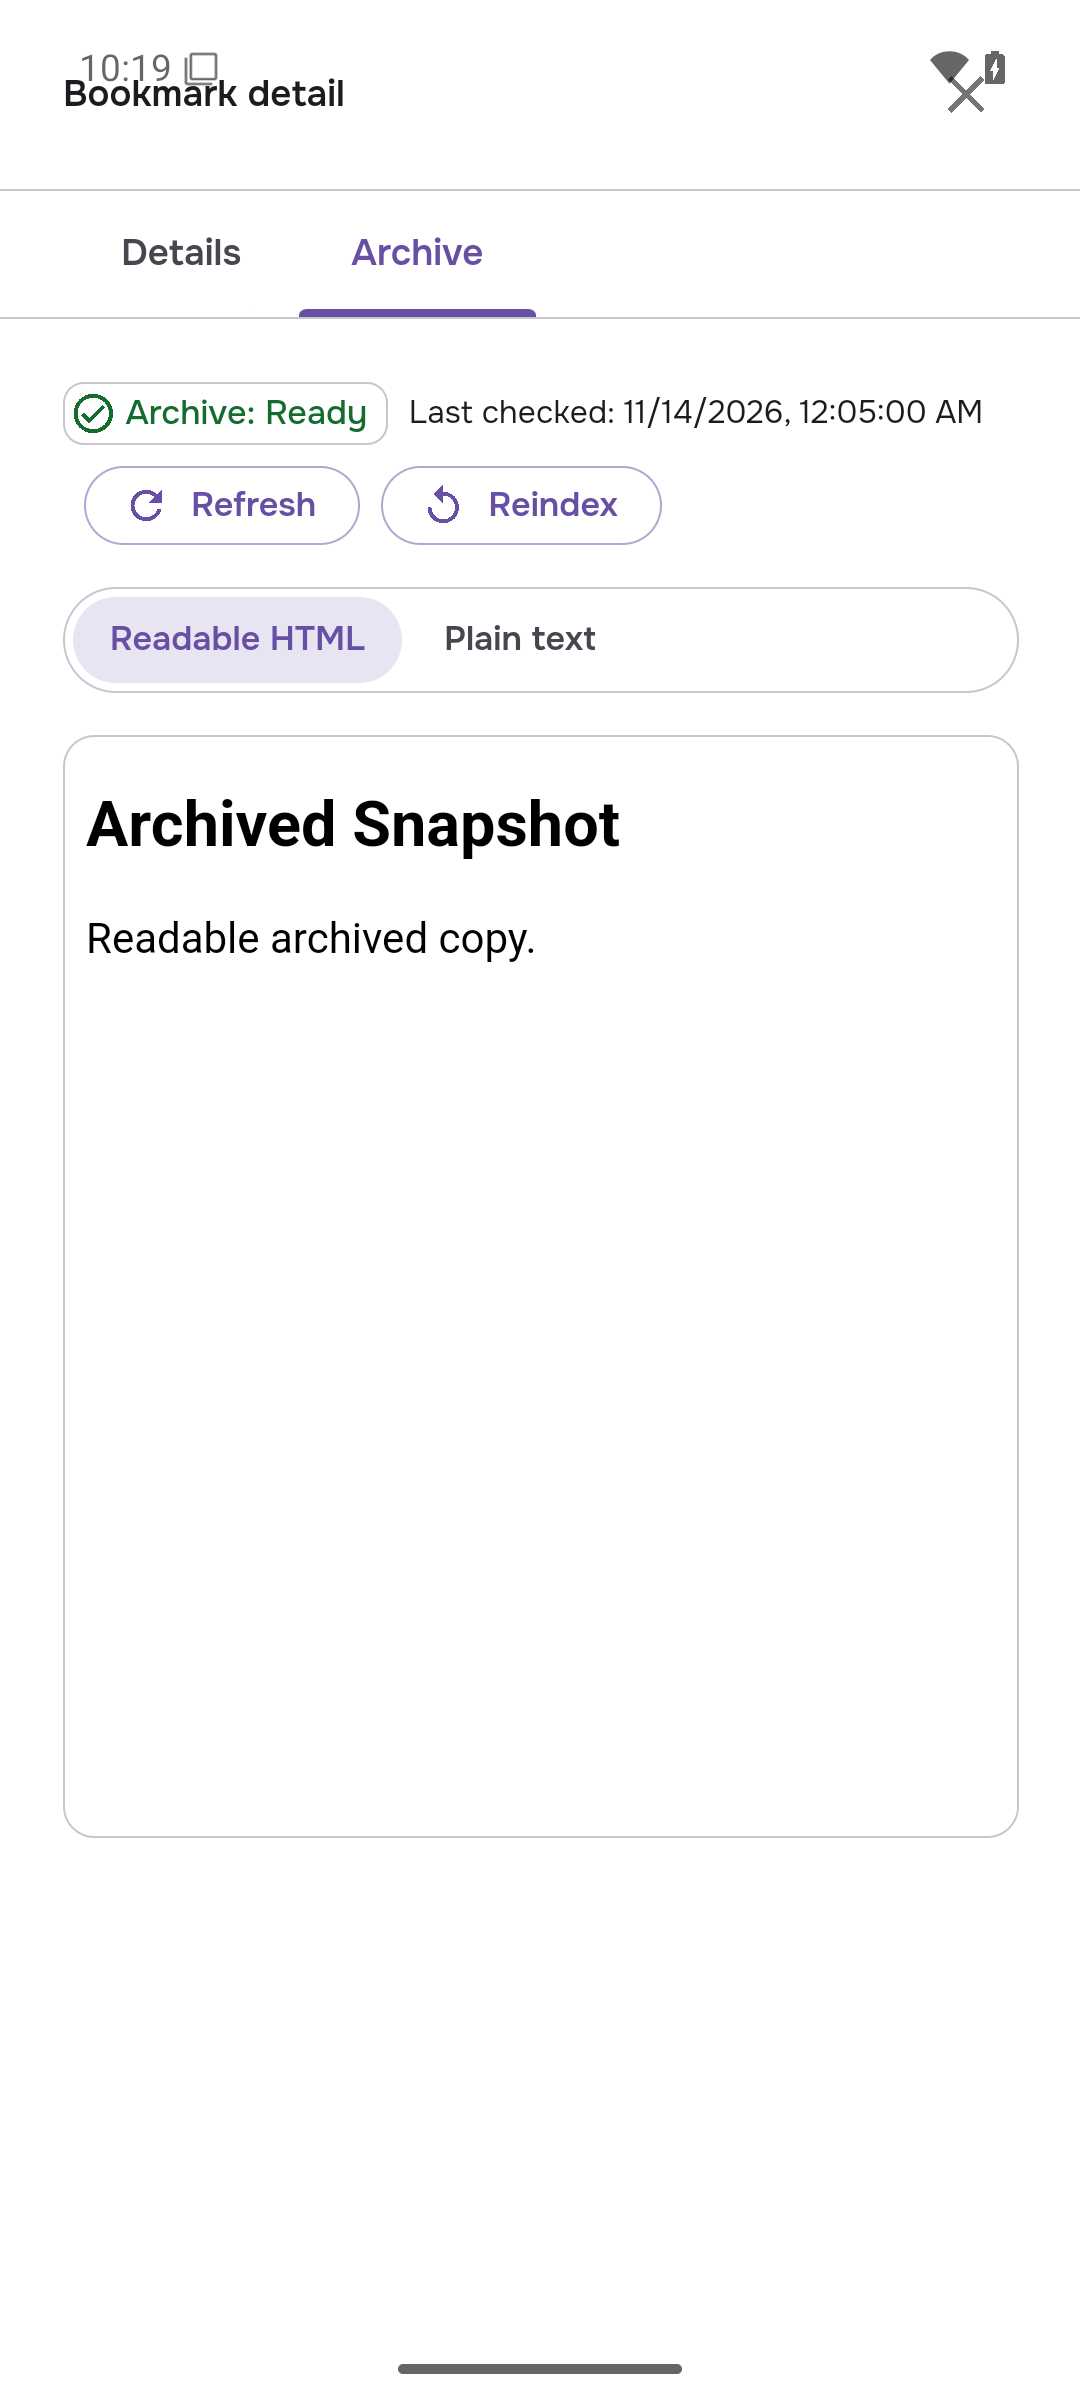 10:19
Bookmark detail
Details Archive
Archive: Ready Last checked: 11/14/2026, 12:05:00 AM
Refresh Reindex
Readable HTML Plain text
Archived Snapshot
Readable archived copy.